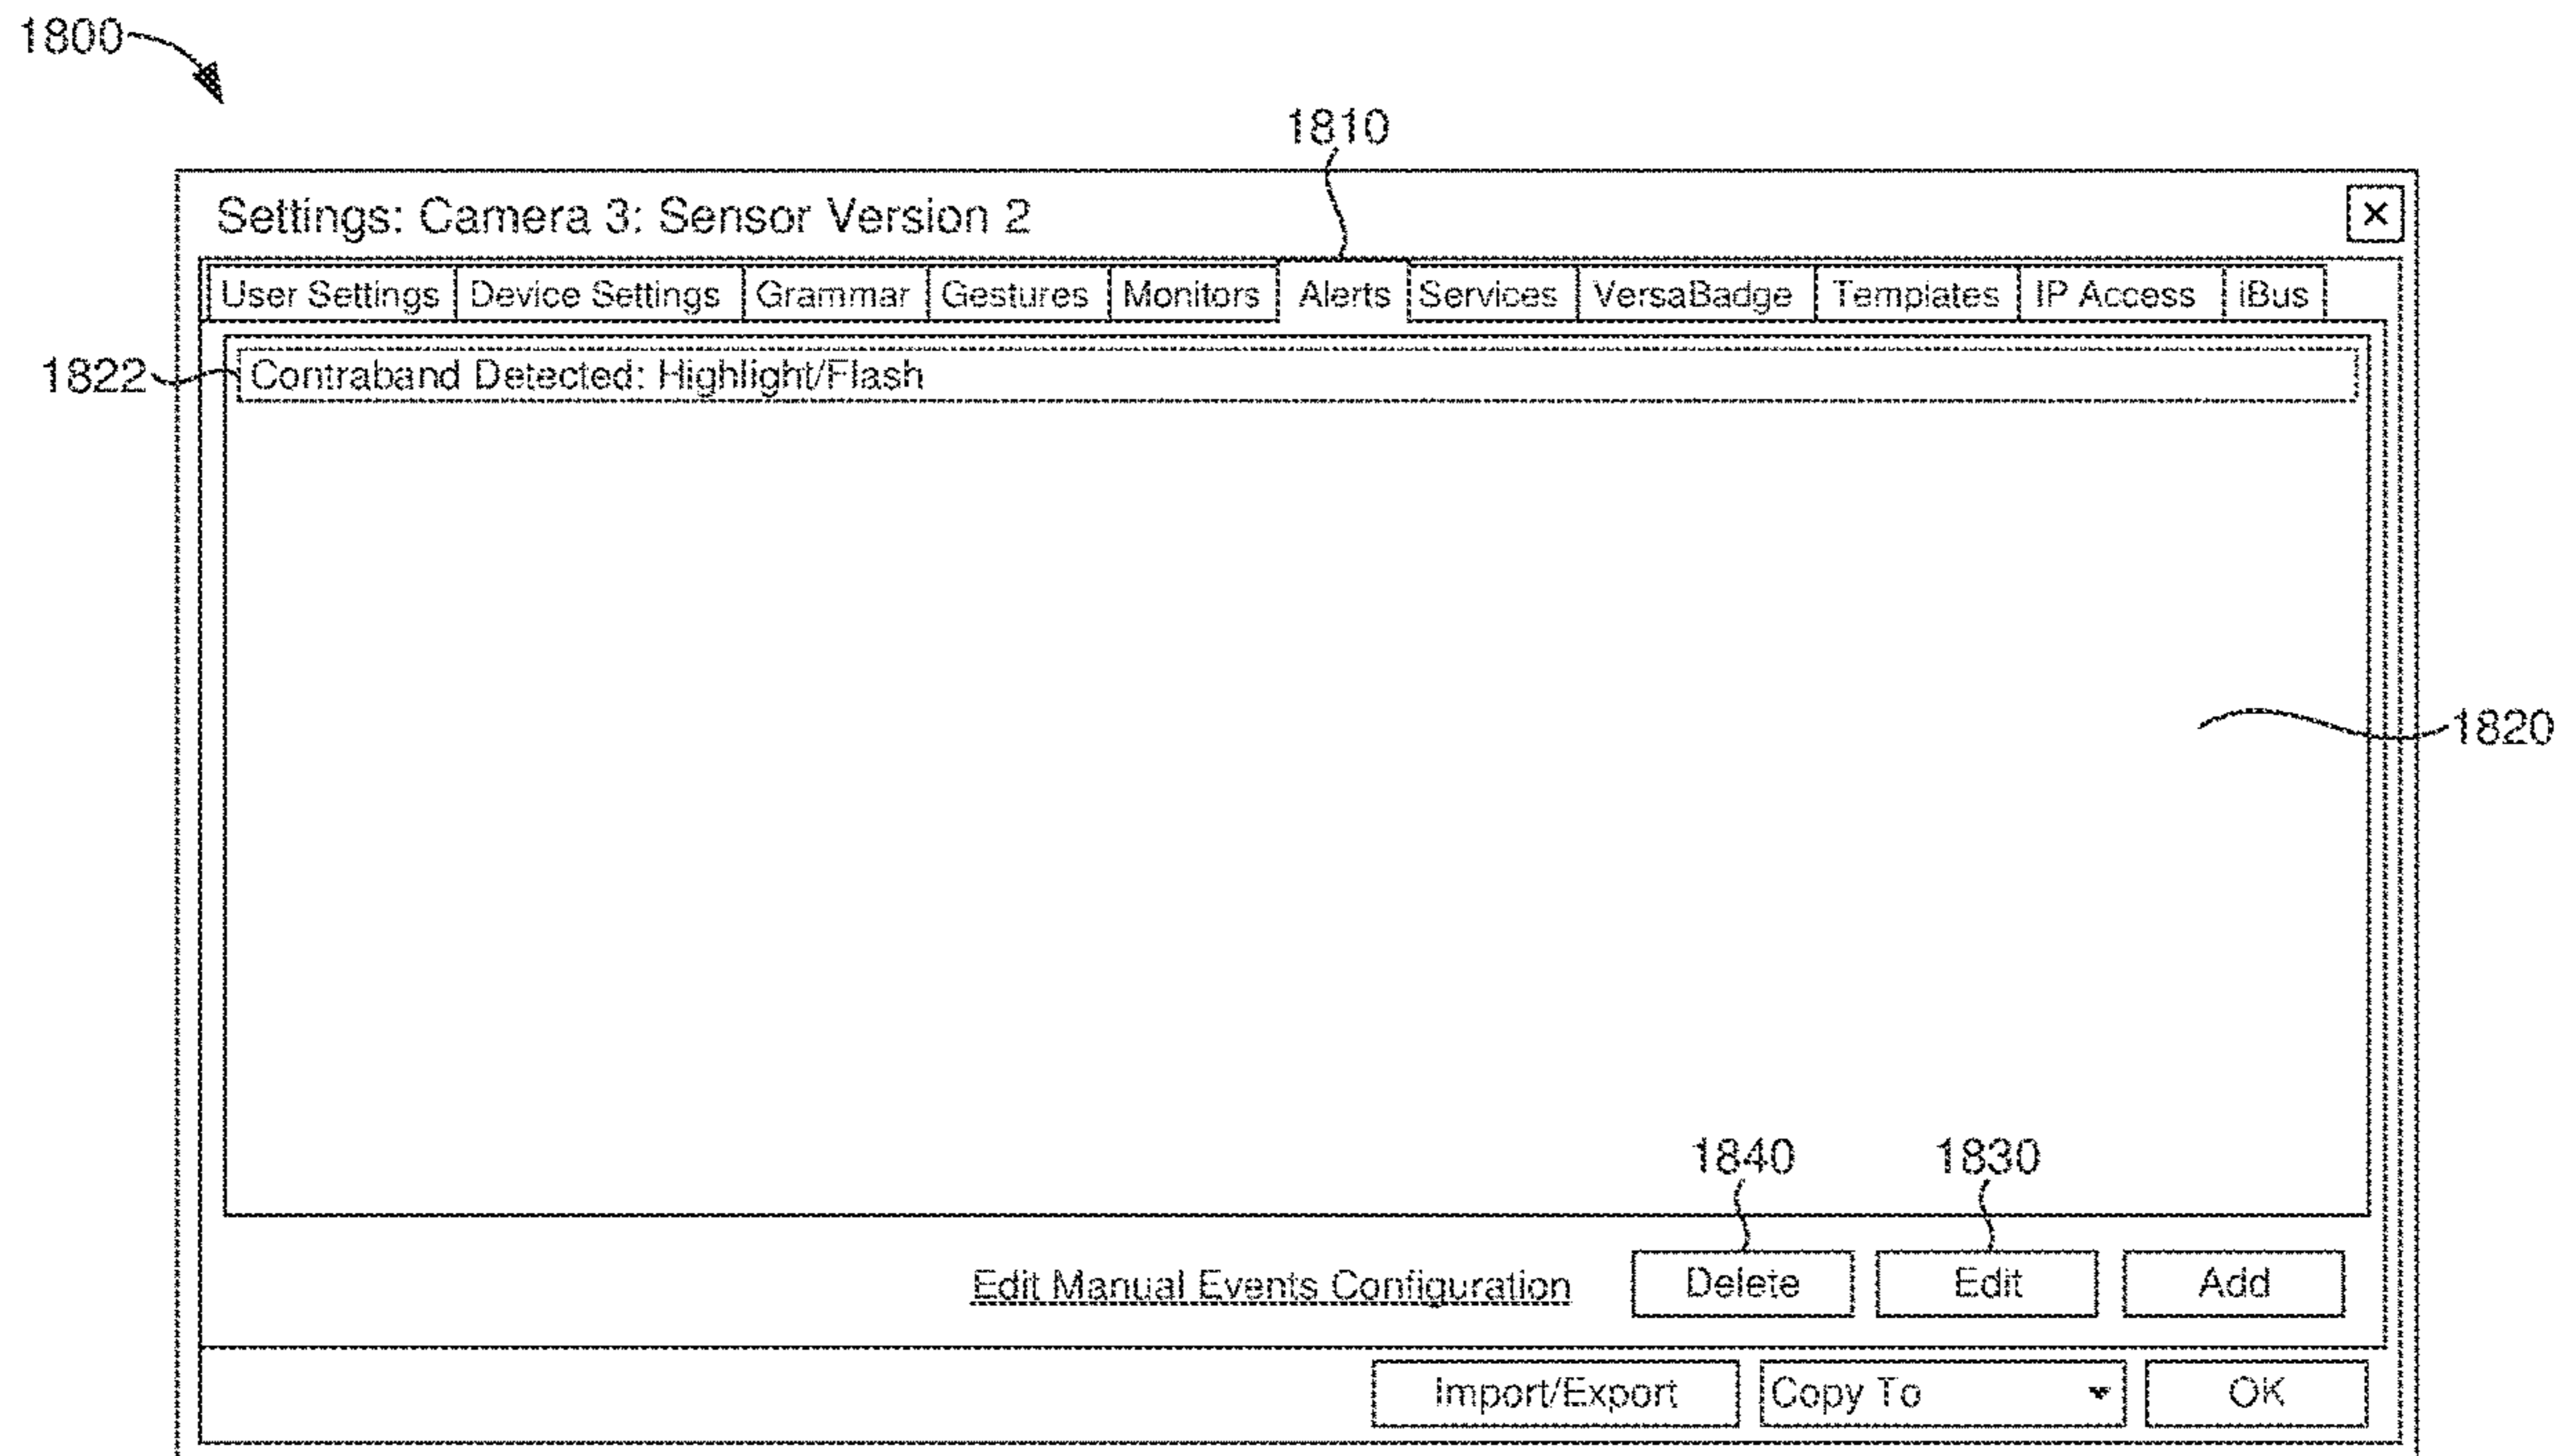 1800
1810
Settings: Camera 3: Sensor Version 2 ×
User Settings Device Settings Grammar Gestures Monitors Alerts Services VersaBadge Templates IP Access iBus
1822 Contraband Detected: Highlight/Flash
1820
1840 1830
Edit Manual Events Configuration Delete Edit Add
Import/Export Copy To OK